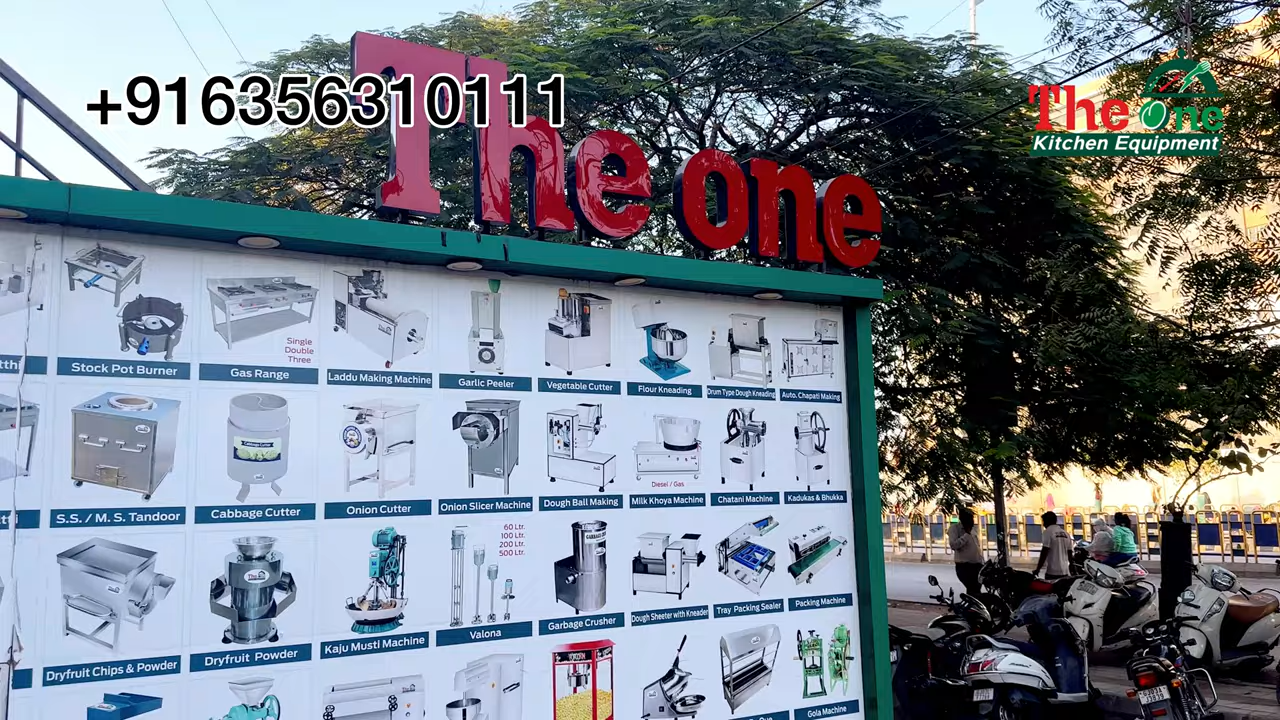 +916356310111
The one
The One
Kitchen Equipment
Single
Double
Three
Stock Pot Burner
Gas Range
Laddu Making Machine
Garlic Peeler
Vegetable Cutter
Flour Kneading
Drum Type Dough Kneading
Auto. Chapati Making
Cabbage Cutter
Diesel / Gas
S.S. / M. S. Tandoor
Cabbage Cutter
Onion Cutter
Onion Slicer Machine
Dough Ball Making
Milk Khoya Machine
Chatani Machine
Kadukas & Bhukka
60 Ltr.
100 Ltr.
200 Ltr.
500 Ltr.
The
Dryfruit Chips & Powder
Dryfruit Powder
Kaju Musti Machine
Valona
Garbage Crusher
Dough Sheeter with Kneader
Tray Packing Sealer
Packing Machine
POPCORN
Gola Machine